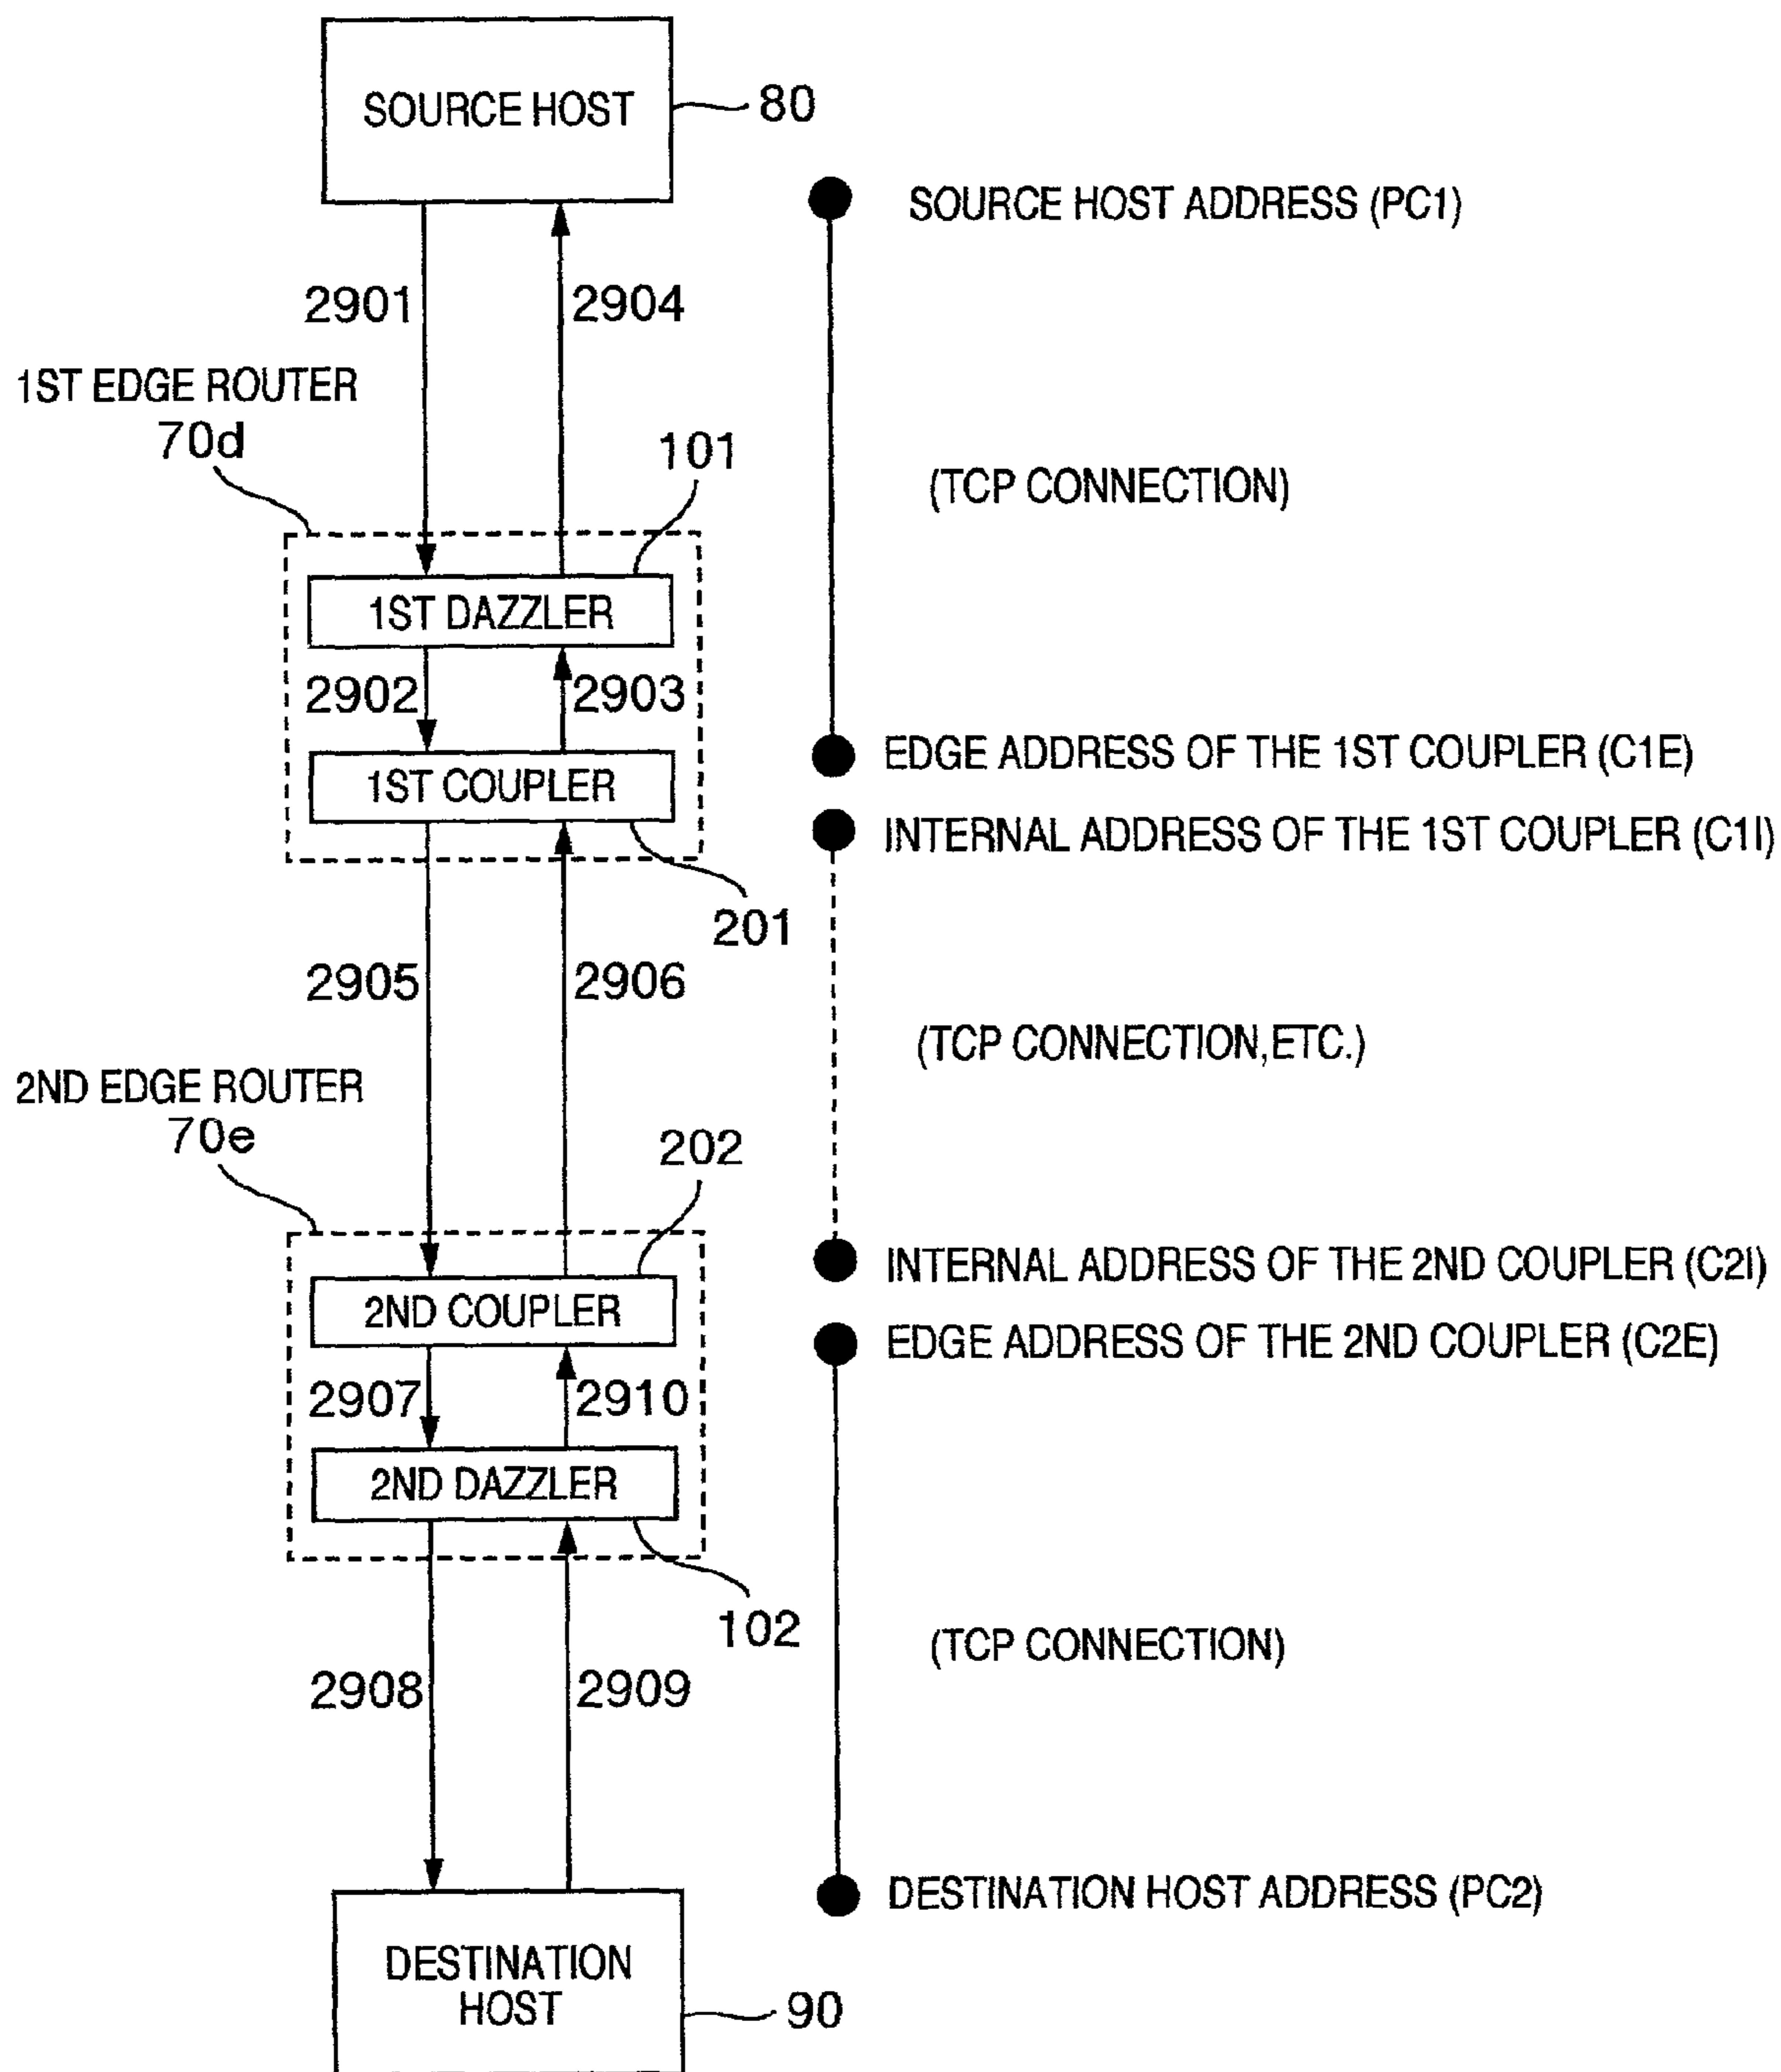 SOURCE HOST
80
SOURCE HOST ADDRESS (PC1)
2901
2904
1ST EDGE ROUTER
70d
101
(TCP CONNECTION)
1ST DAZZLER
2902
2903
EDGE ADDRESS OF THE 1ST COUPLER (C1E)
1ST COUPLER
INTERNAL ADDRESS OF THE 1ST COUPLER (C1I)
201
2905
2906
(TCP CONNECTION,ETC.)
2ND EDGE ROUTER
70e
202
INTERNAL ADDRESS OF THE 2ND COUPLER (C2I)
2ND COUPLER
EDGE ADDRESS OF THE 2ND COUPLER (C2E)
2907
2910
2ND DAZZLER
102
(TCP CONNECTION)
2908
2909
DESTINATION HOST ADDRESS (PC2)
DESTINATION
HOST
90